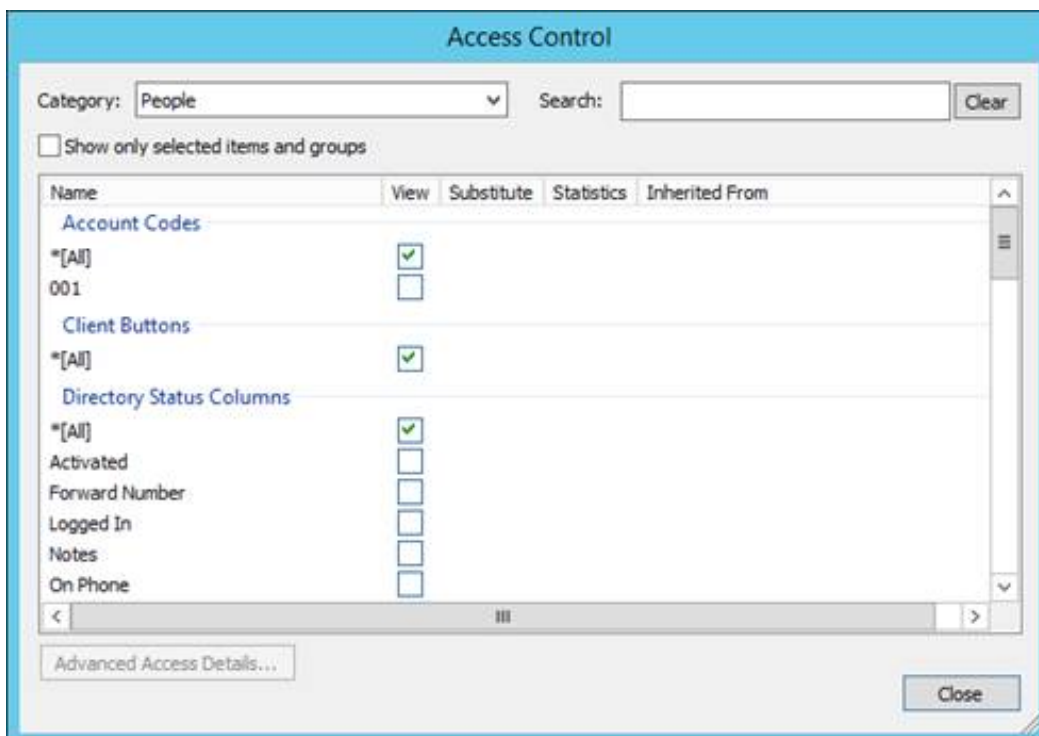 Access Control
Category: People Search: Clear
Show only selected items and groups
Name View Substitute Statistics Inherited From
Account Codes
*[All]
001
Client Buttons
*[All]
Directory Status Columns
*[All]
Activated
Forward Number
Logged In
Notes
On Phone
Advanced Access Details...
Close